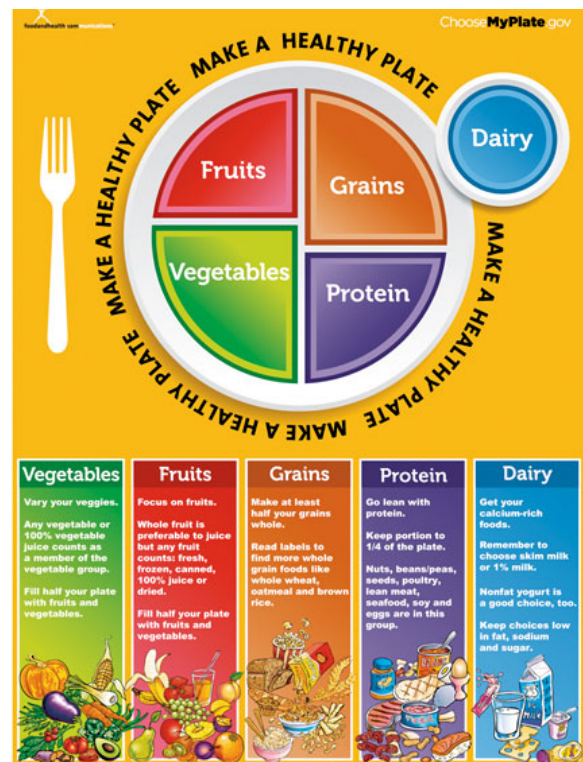 foodandhealth communications
ChooseMyPlate.gov
MAKE A HEALTHY PLATE MAKE A HEALTHY PLATE MAKE A HEALTHY PLATE MAKE A HEALTHY PLATE
Fruits
Grains
Dairy
Vegetables
Protein
Vegetables
Vary your veggies.
Any vegetable or
100% vegetable
juice counts as
a member of the
vegetable group.
Fill half your plate
with fruits and
vegetables.
Fruits
Focus on fruits.
Whole fruit is
preferable to juice
but any fruit
counts: fresh,
frozen, canned,
100% juice or
dried.
Fill half your plate
with fruits and
vegetables.
Grains
Make at least
half your grains
whole.
Read labels to
find more whole
grain foods like
whole wheat,
oatmeal and brown
rice.
Protein
Go lean with
protein.
Keep portion to
1/4 of the plate.
Nuts, beans/peas,
seeds, poultry,
lean meat,
seafood, soy and
eggs are in this
group.
Dairy
Get your
calcium-rich
foods.
Remember to
choose skim milk
or 1% milk.
Nonfat yogurt is
a good choice, too.
Keep choices low
in fat, sodium
and sugar.
MILK